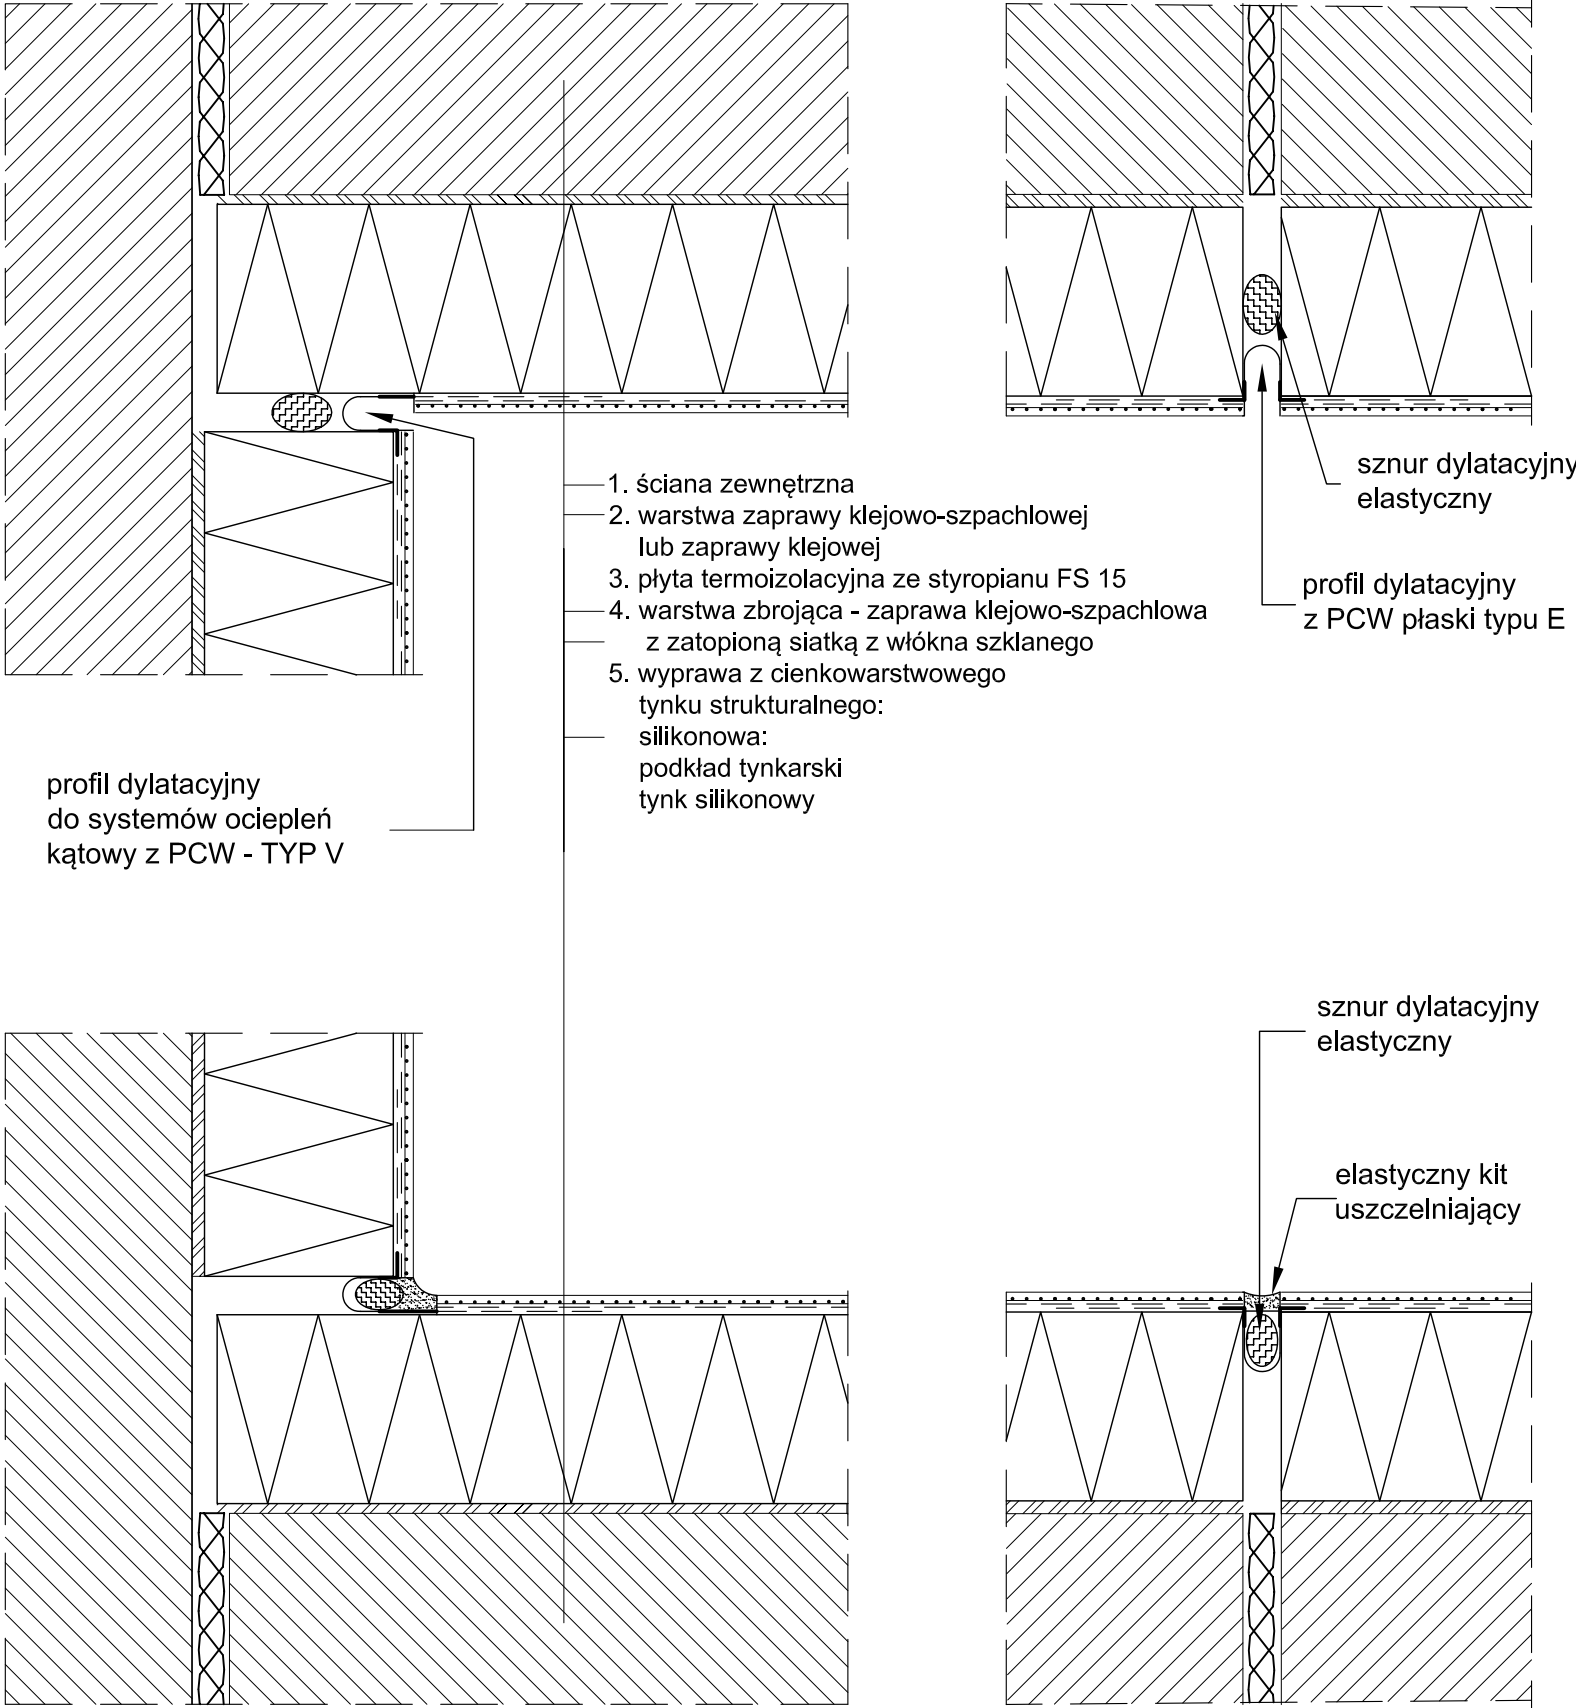 sznur dylatacyjny
elastyczny
1. ściana zewnętrzna
2. warstwa zaprawy klejowo-szpachlowej
lub zaprawy klejowej
3. płyta termoizolacyjna ze styropianu FS 15
4. warstwa zbrojąca - zaprawa klejowo-szpachlowa
z zatopioną siatką z włókna szklanego
5. wyprawa z cienkowarstwowego
tynku strukturalnego:
silikonowa:
podkład tynkarski
tynk silikonowy
profil dylatacyjny
z PCW płaski typu E
profil dylatacyjny
do systemów ociepleń
kątowy z PCW - TYP V
sznur dylatacyjny
elastyczny
elastyczny kit
uszczelniający